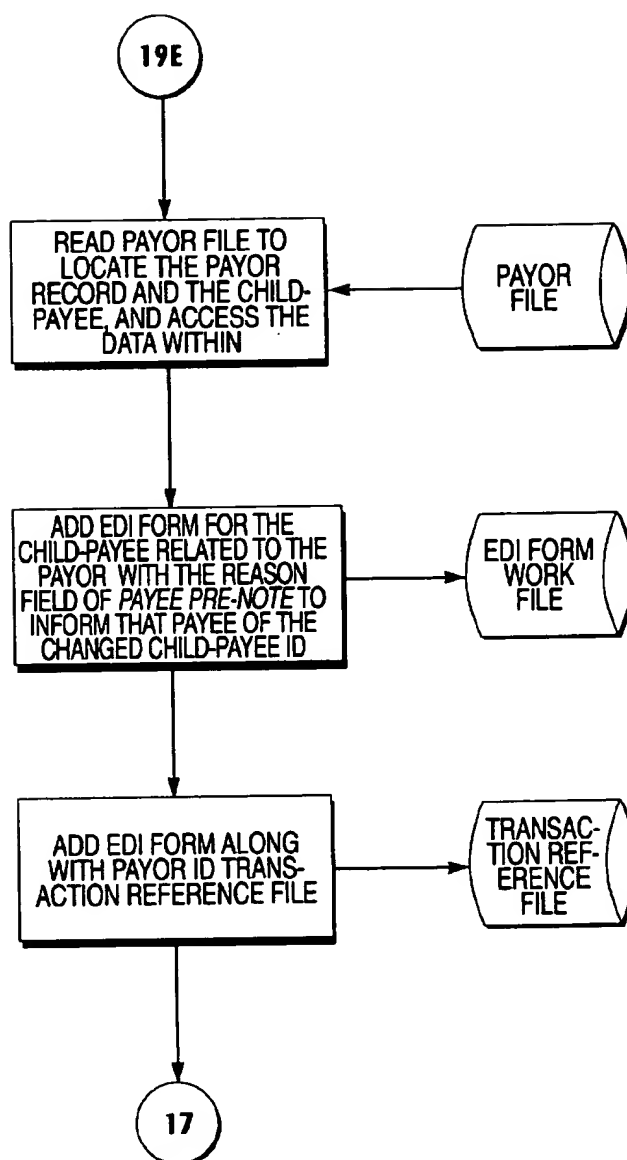 19E
READ PAYOR FILE TO
LOCATE THE PAYOR
RECORD AND THE CHILD-
PAYEE, AND ACCESS THE
DATA WITHIN
PAYOR
FILE
ADD EDI FORM FOR THE
CHILD-PAYEE RELATED TO THE
PAYOR WITH THE REASON
FIELD OF PAYEE PRE-NOTE TO
INFORM THAT PAYEE OF THE
CHANGED CHILD-PAYEE ID
EDI FORM
WORK
FILE
ADD EDI FORM ALONG
WITH PAYOR ID TRANS-
ACTION REFERENCE FILE
TRANSAC-
TION REF-
ERENCE
FILE
17